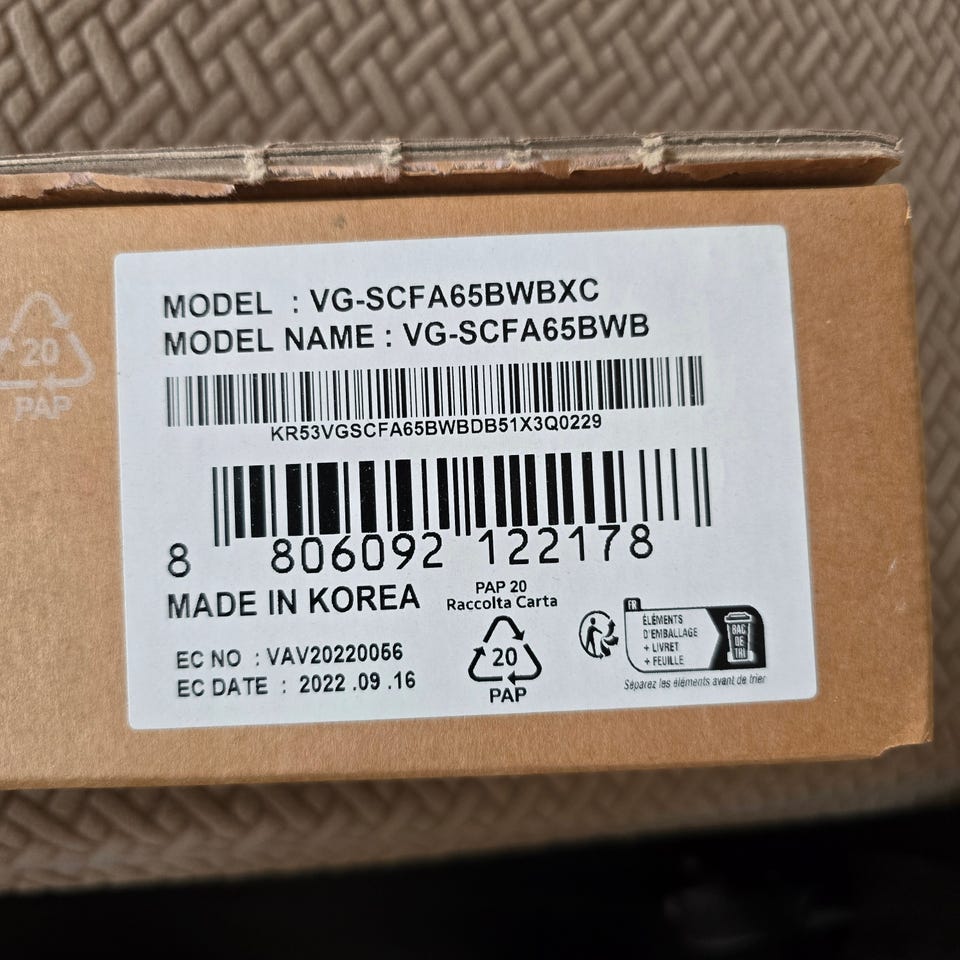 20
PAP
MODEL : VG-SCFA65BWBXC
MODEL NAME : VG-SCFA65BWB
KR53VGSCFA65BWBDB51X3Q0229
8 806092 122178
MADE IN KOREA
PAP 20
Raccolta Carta
EC NO : VAV20220056
EC DATE : 2022 .09 .16
20
PAP
FR
ÉLÉMENTS
D'EMBALLAGE
+ LIVRET
+ FEUILLE
BAC
DE
TRI
Séparez les éléments avant de trier